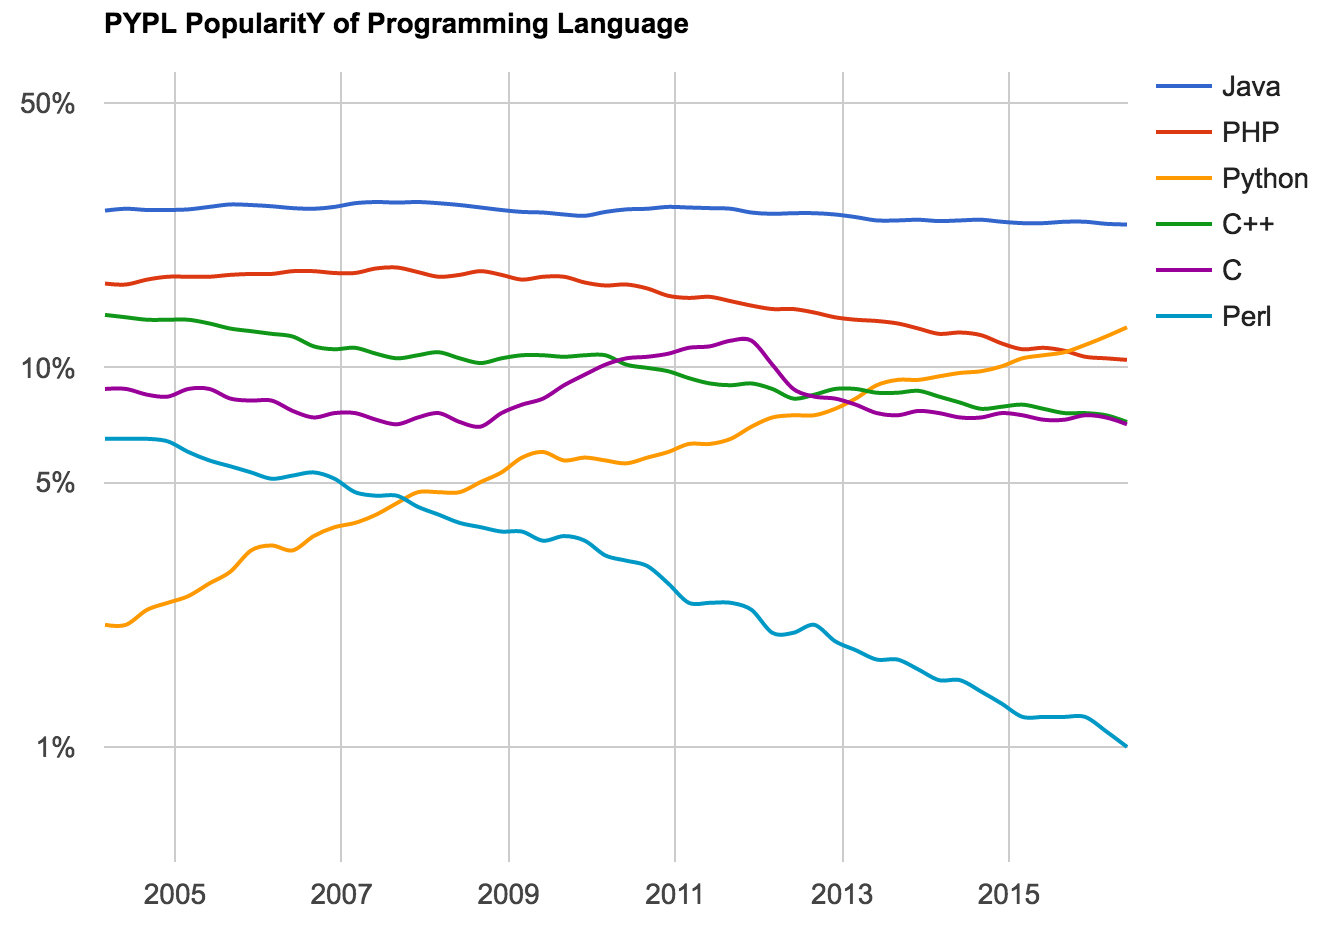 PYPL PopularitY of Programming Language
50%
10%
5%
1%
2005 2007 2009 2011 2013 2015
Java
PHP
Python
C++
C
Perl